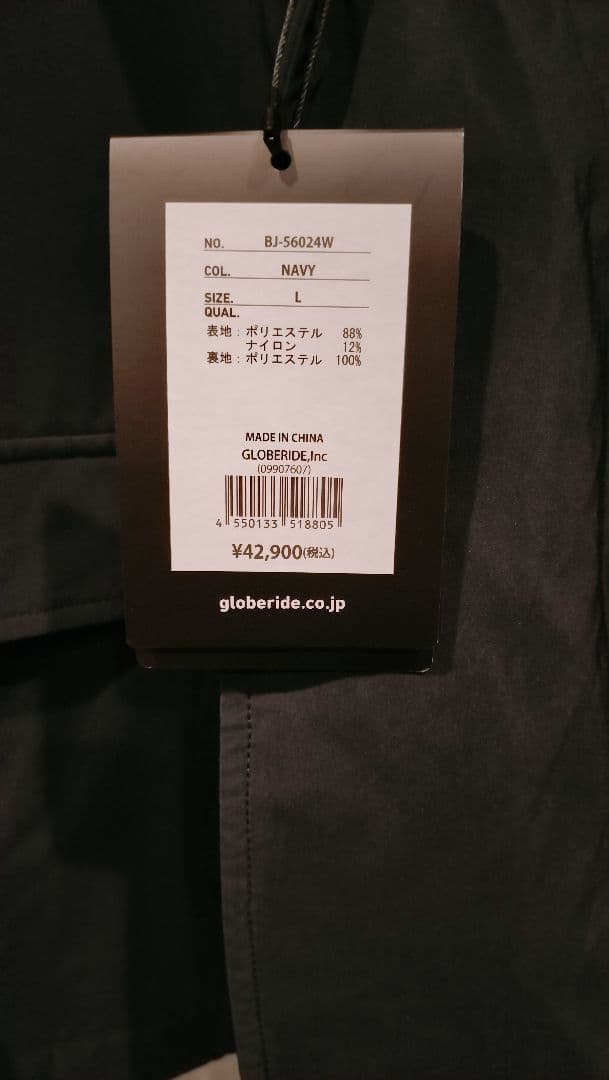 NO. BJ-56024W
COL. NAVY
SIZE. L
QUAL.
表地：ポリエステル 88%
ナイロン 12%
裏地：ポリエステル 100%
MADE IN CHINA
GLOBERIDE,Inc
(09907607)
4 550133 518805
¥42,900(税込)
globeride.co.jp